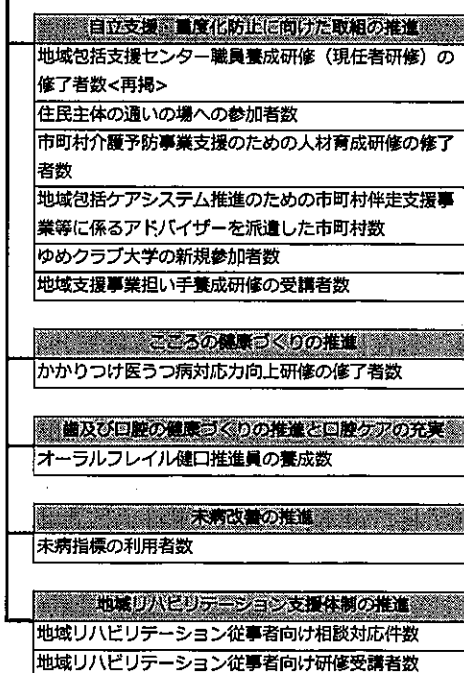 自立支援、重度化防止に向けた取組の推進
地域包括支援センター職員養成研修（現任者研修）の
修了者数<再掲>
住民主体の通いの場への参加者数
市町村介護予防事業支援のための人材育成研修の修了
者数
地域包括ケアシステム推進のための市町村伴走支援事
業等に係るアドバイザーを派遣した市町村数
ゆめクラブ大学の新規参加者数
地域支援事業担い手養成研修の受講者数
こころの健康づくりの推進
かかりつけ医うつ病対応力向上研修の修了者数
歯及び口腔の健康づくりの推進と口腔ケアの充実
オーラルフレイル健口推進員の養成数
未病改善の推進
未病指標の利用者数
地域リハビリテーション支援体制の推進
地域リハビリテーション従事者向け相談対応件数
地域リハビリテーション従事者向け研修受講者数